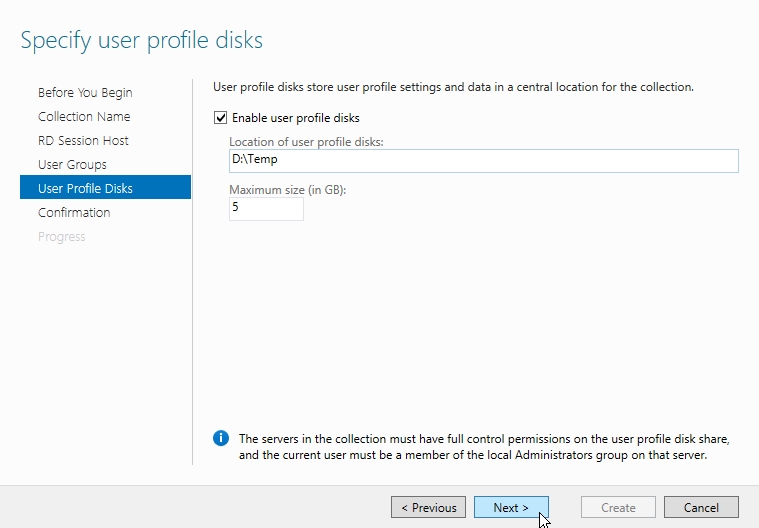 Specify user profile disks
Before You Begin
Collection Name
RD Session Host
User Groups
User Profile Disks
Confirmation
Progress
User profile disks store user profile settings and data in a central location for the collection.
Enable user profile disks
Location of user profile disks:
D:\Temp
Maximum size (in GB):
5
The servers in the collection must have full control permissions on the user profile disk share,
and the current user must be a member of the local Administrators group on that server.
< Previous
Next >
Create
Cancel